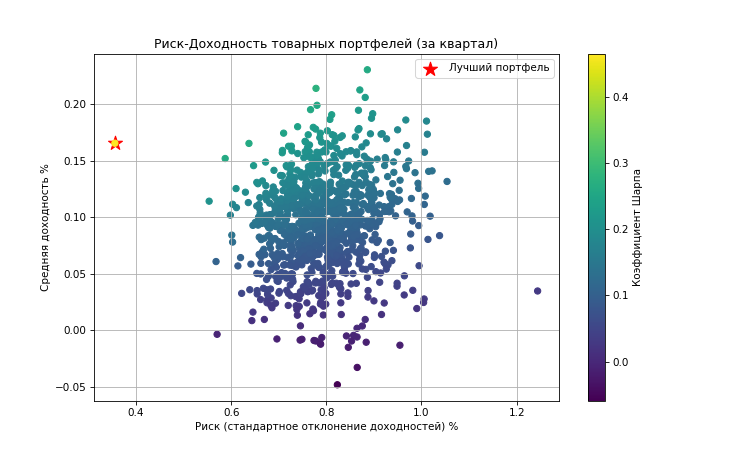 Риск-Доходность товарных портфелей (за квартал)
Лучший портфель
Средняя доходность %
0.20
0.15
0.10
0.05
0.00
−0.05
0.4 0.6 0.8 1.0 1.2
Риск (стандартное отклонение доходностей) %
0.4
0.3
0.2
0.1
0.0
Коэффициент Шарпа